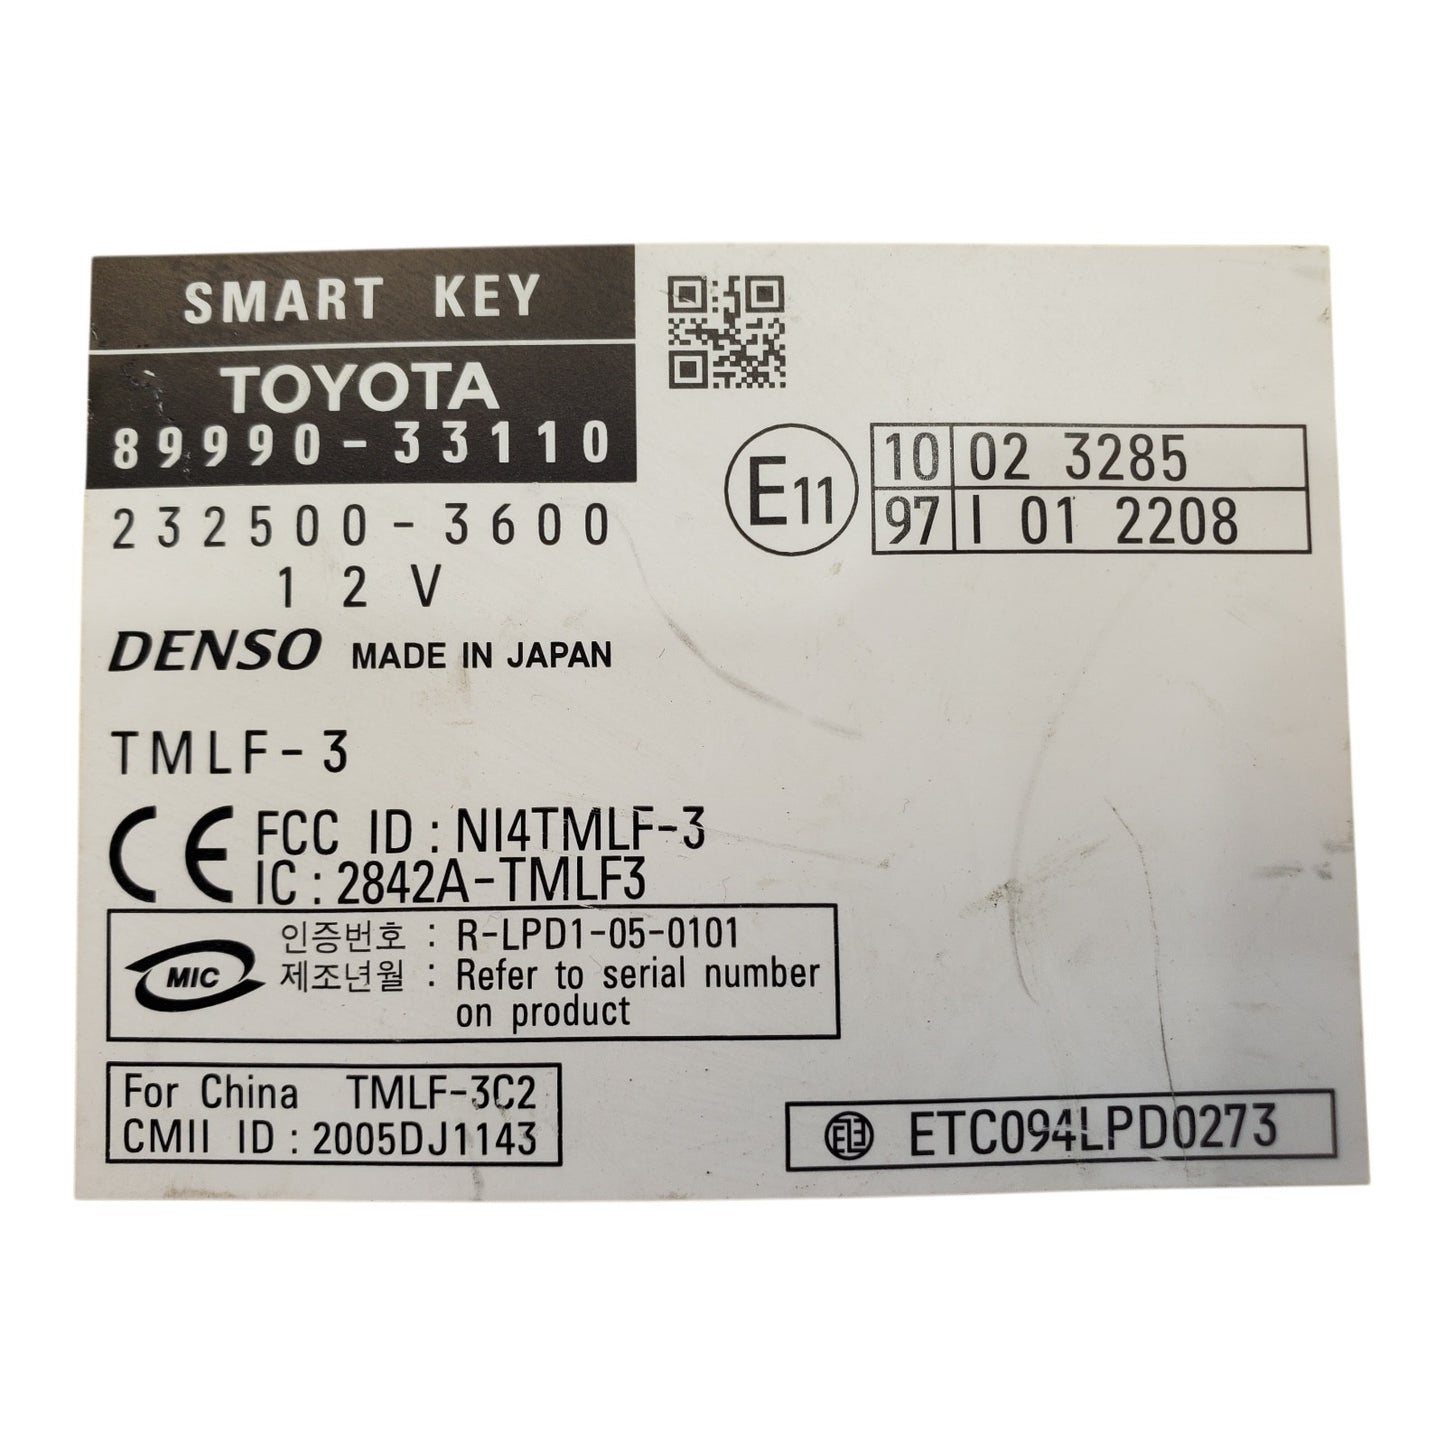 SMART KEY
TOYOTA
89990-33110
232500-3600
12V
DENSO MADE IN JAPAN
TMLF-3
CE FCC ID : NI4TMLF-3
IC : 2842A-TMLF3
MIC
인증번호 : R-LPD1-05-0101
제조년월 : Refer to serial number
on product
For China TMLF-3C2
CMII ID : 2005DJ1143
E11
10 02 3285
97 I 01 2208
ETC094LPD0273